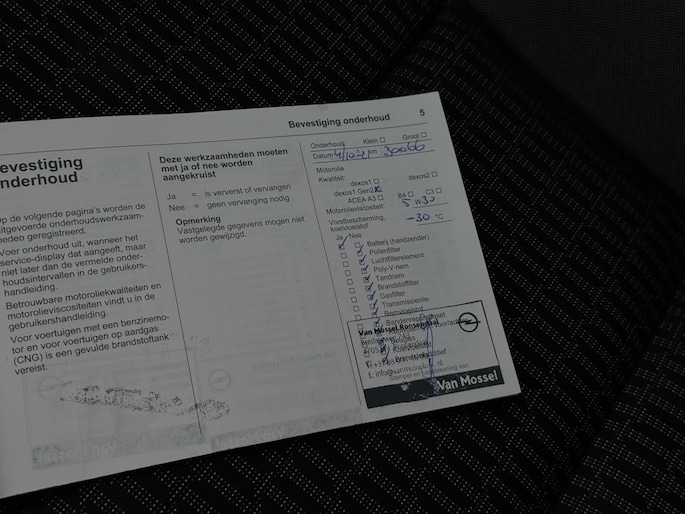 Bevestiging onderhoud 5
evestiging
nderhoud
op de volgende pagina's worden de
uitgevoerde onderhoudswerkzaam-
heden geregistreerd.
Voer onderhoud uit, wanneer het
service-display dat aangeeft, maar
niet later dan de vermelde onder-
houdsintervallen in de gebruikers-
handleiding.
Betrouwbare motoroliekwaliteiten en
motorolieviscositeiten vindt u in de
gebruikershandleiding.
Voor voertuigen met een benzinemo-
tor en voor voertuigen op aardgas
(CNG) is een gevulde brandstoftank
vereist.
Deze werkzaamheden moeten
met ja of nee worden
aangekruist
Ja = is ververst of vervangen
Nee = geen vervanging nodig
Opmerking
Vastgelegde gegevens mogen niet
worden gewijzigd.
Onderhoud: Klein Groot
Datum km 30066
Motorolie
Kwaliteit:
dexos1 dexos2
dexos1 Gen2
ACEA A3 B4 C3
Motorolieviscositeit: 5 W-30
Vorstbescherming,
koelvloeistof -30 °C
Ja Nee
Batterij (handzender)
Pollenfilter
Luchtfilterelement
Poly-V-riem
Tandriem
Brandstoffilter
Gasfilter
Transmissieolie
Remvloeistof
Bandenreparatieset
Van Mossel Roosendaal
Van Mossel